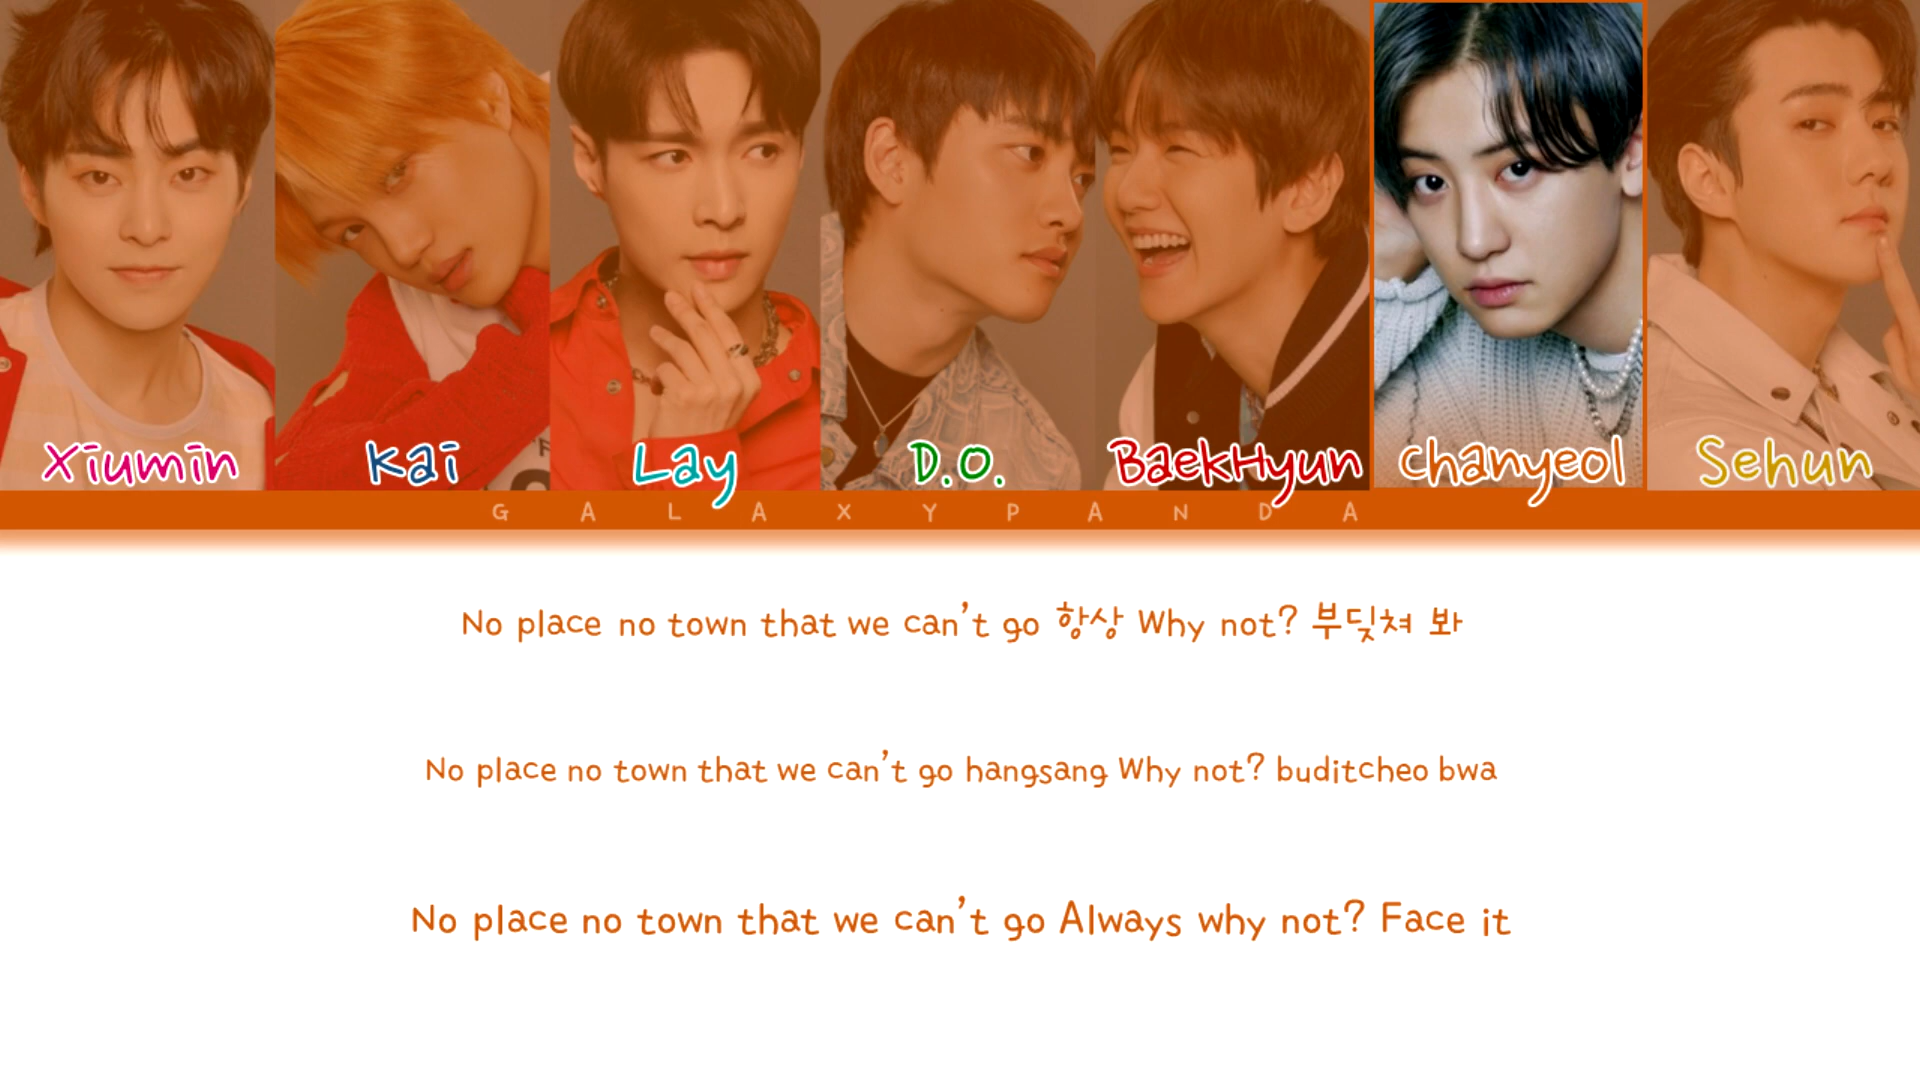 Xiumin
Kai
Lay
D.O.
BaekHyun
Chanyeol
Sehun
GALAXYPANDA
No place no town that we can't go 항상 Why not? 부딪쳐 봐
No place no town that we can't go hangsang Why not? buditcheo bwa
No place no town that we can't go Always why not? Face it